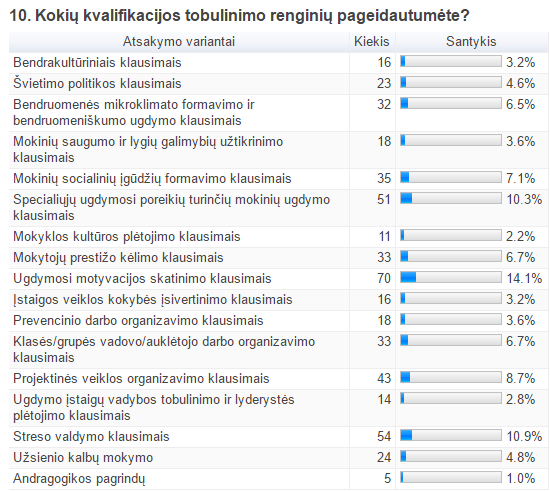 10. Kokių kvalifikacijos tobulinimo renginių pageidautumėte?
Atsakymo variantai Kiekis Santykis
Bendrakultūriniais klausimais 16 3.2%
Švietimo politikos klausimais 23 4.6%
Bendruomenės mikroklimato formavimo ir 32 6.5%
bendruomeniškumo ugdymo klausimais
Mokinių saugumo ir lygių galimybių užtikrinimo 18 3.6%
klausimais
Mokinių socialinių įgūdžių formavimo klausimais 35 7.1%
Specialiųjų ugdymosi poreikių turinčių mokinių ugdymo 51 10.3%
klausimais
Mokyklos kultūros plėtojimo klausimais 11 2.2%
Mokytojų prestižo kėlimo klausimais 33 6.7%
Ugdymosi motyvacijos skatinimo klausimais 70 14.1%
Įstaigos veiklos kokybės įsivertinimo klausimais 16 3.2%
Prevencinio darbo organizavimo klausimais 18 3.6%
Klasės/grupės vadovo/auklėtojo darbo organizavimo 33 6.7%
klausimais
Projektinės veiklos organizavimo klausimais 43 8.7%
Ugdymo įstaigų vadybos tobulinimo ir lyderystės 14 2.8%
plėtojimo klausimais
Streso valdymo klausimais 54 10.9%
Užsienio kalbų mokymo 24 4.8%
Andragogikos pagrindų 5 1.0%